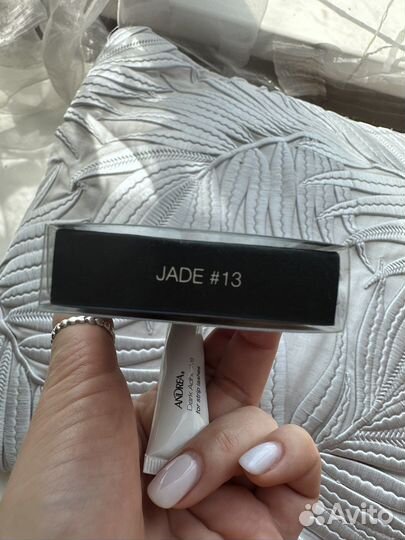 JADE #13
ANDREA
Dark Adhesive
for strip lashes
Avito